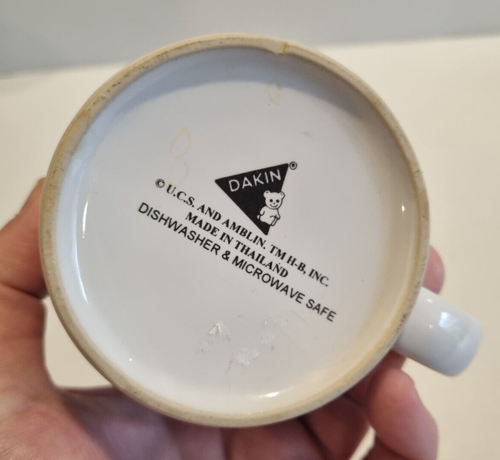 DAKIN®
© U.C.S. AND AMBLIN. TM H-B, INC.
MADE IN THAILAND
DISHWASHER & MICROWAVE SAFE